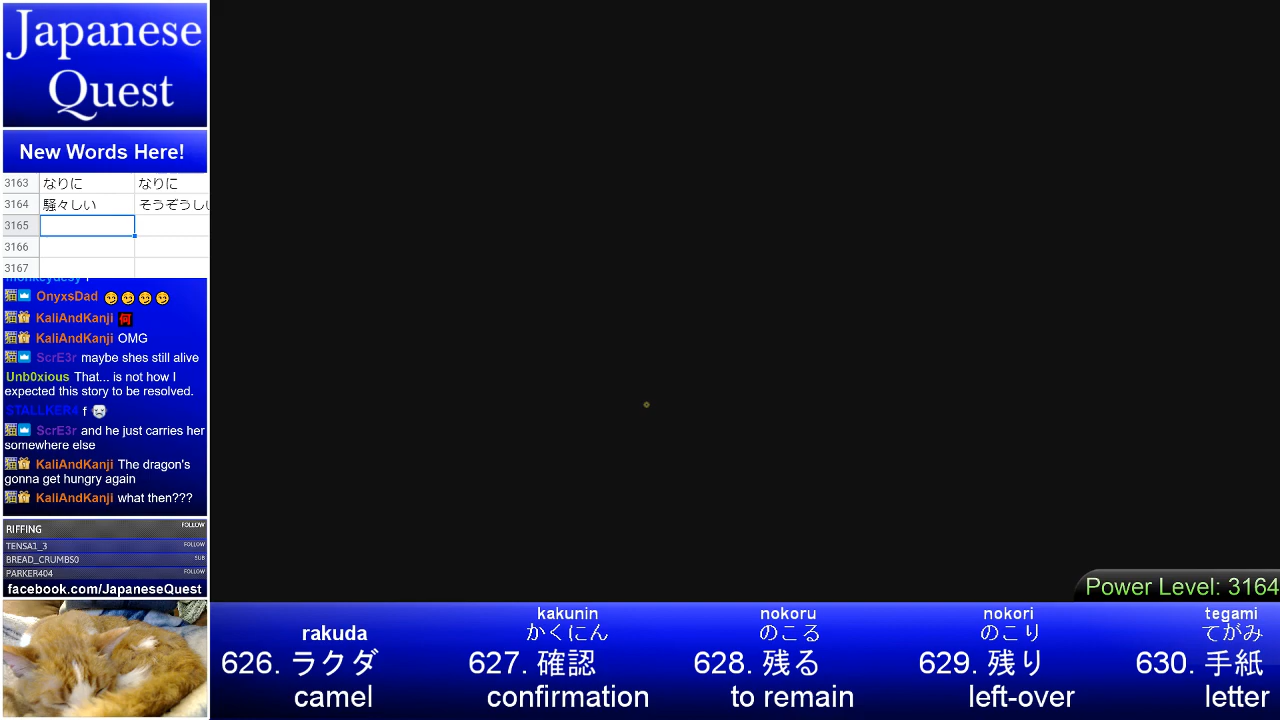 Japanese
Quest
New Words Here!
3163 なりに なりに
3164 騒々しい そうぞうし
3165
3166
3167
OnyxsDad
KaliAndKanji 何
KaliAndKanji OMG
ScrE3r maybe shes still alive
Unb0xious That... is not how I
expected this story to be resolved.
STALLKER4 f
ScrE3r and he just carries her
somewhere else
KaliAndKanji The dragon's
gonna get hungry again
KaliAndKanji what then???
RIFFING FOLLOW
TENSA1_3 FOLLOW
BREAD_CRUMBS0 SUB
PARKER404 FOLLOW
facebook.com/JapaneseQuest
Power Level: 3164
rakuda
626. ラクダ
camel
kakunin
かくにん
627. 確認
confirmation
nokoru
のこる
628. 残る
to remain
nokori
のこり
629. 残り
left-over
tegami
てがみ
630. 手紙
letter